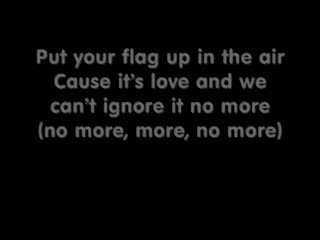 Put your flag up in the air
Cause it's love and we
can't ignore it no more
(no more, more, no more)